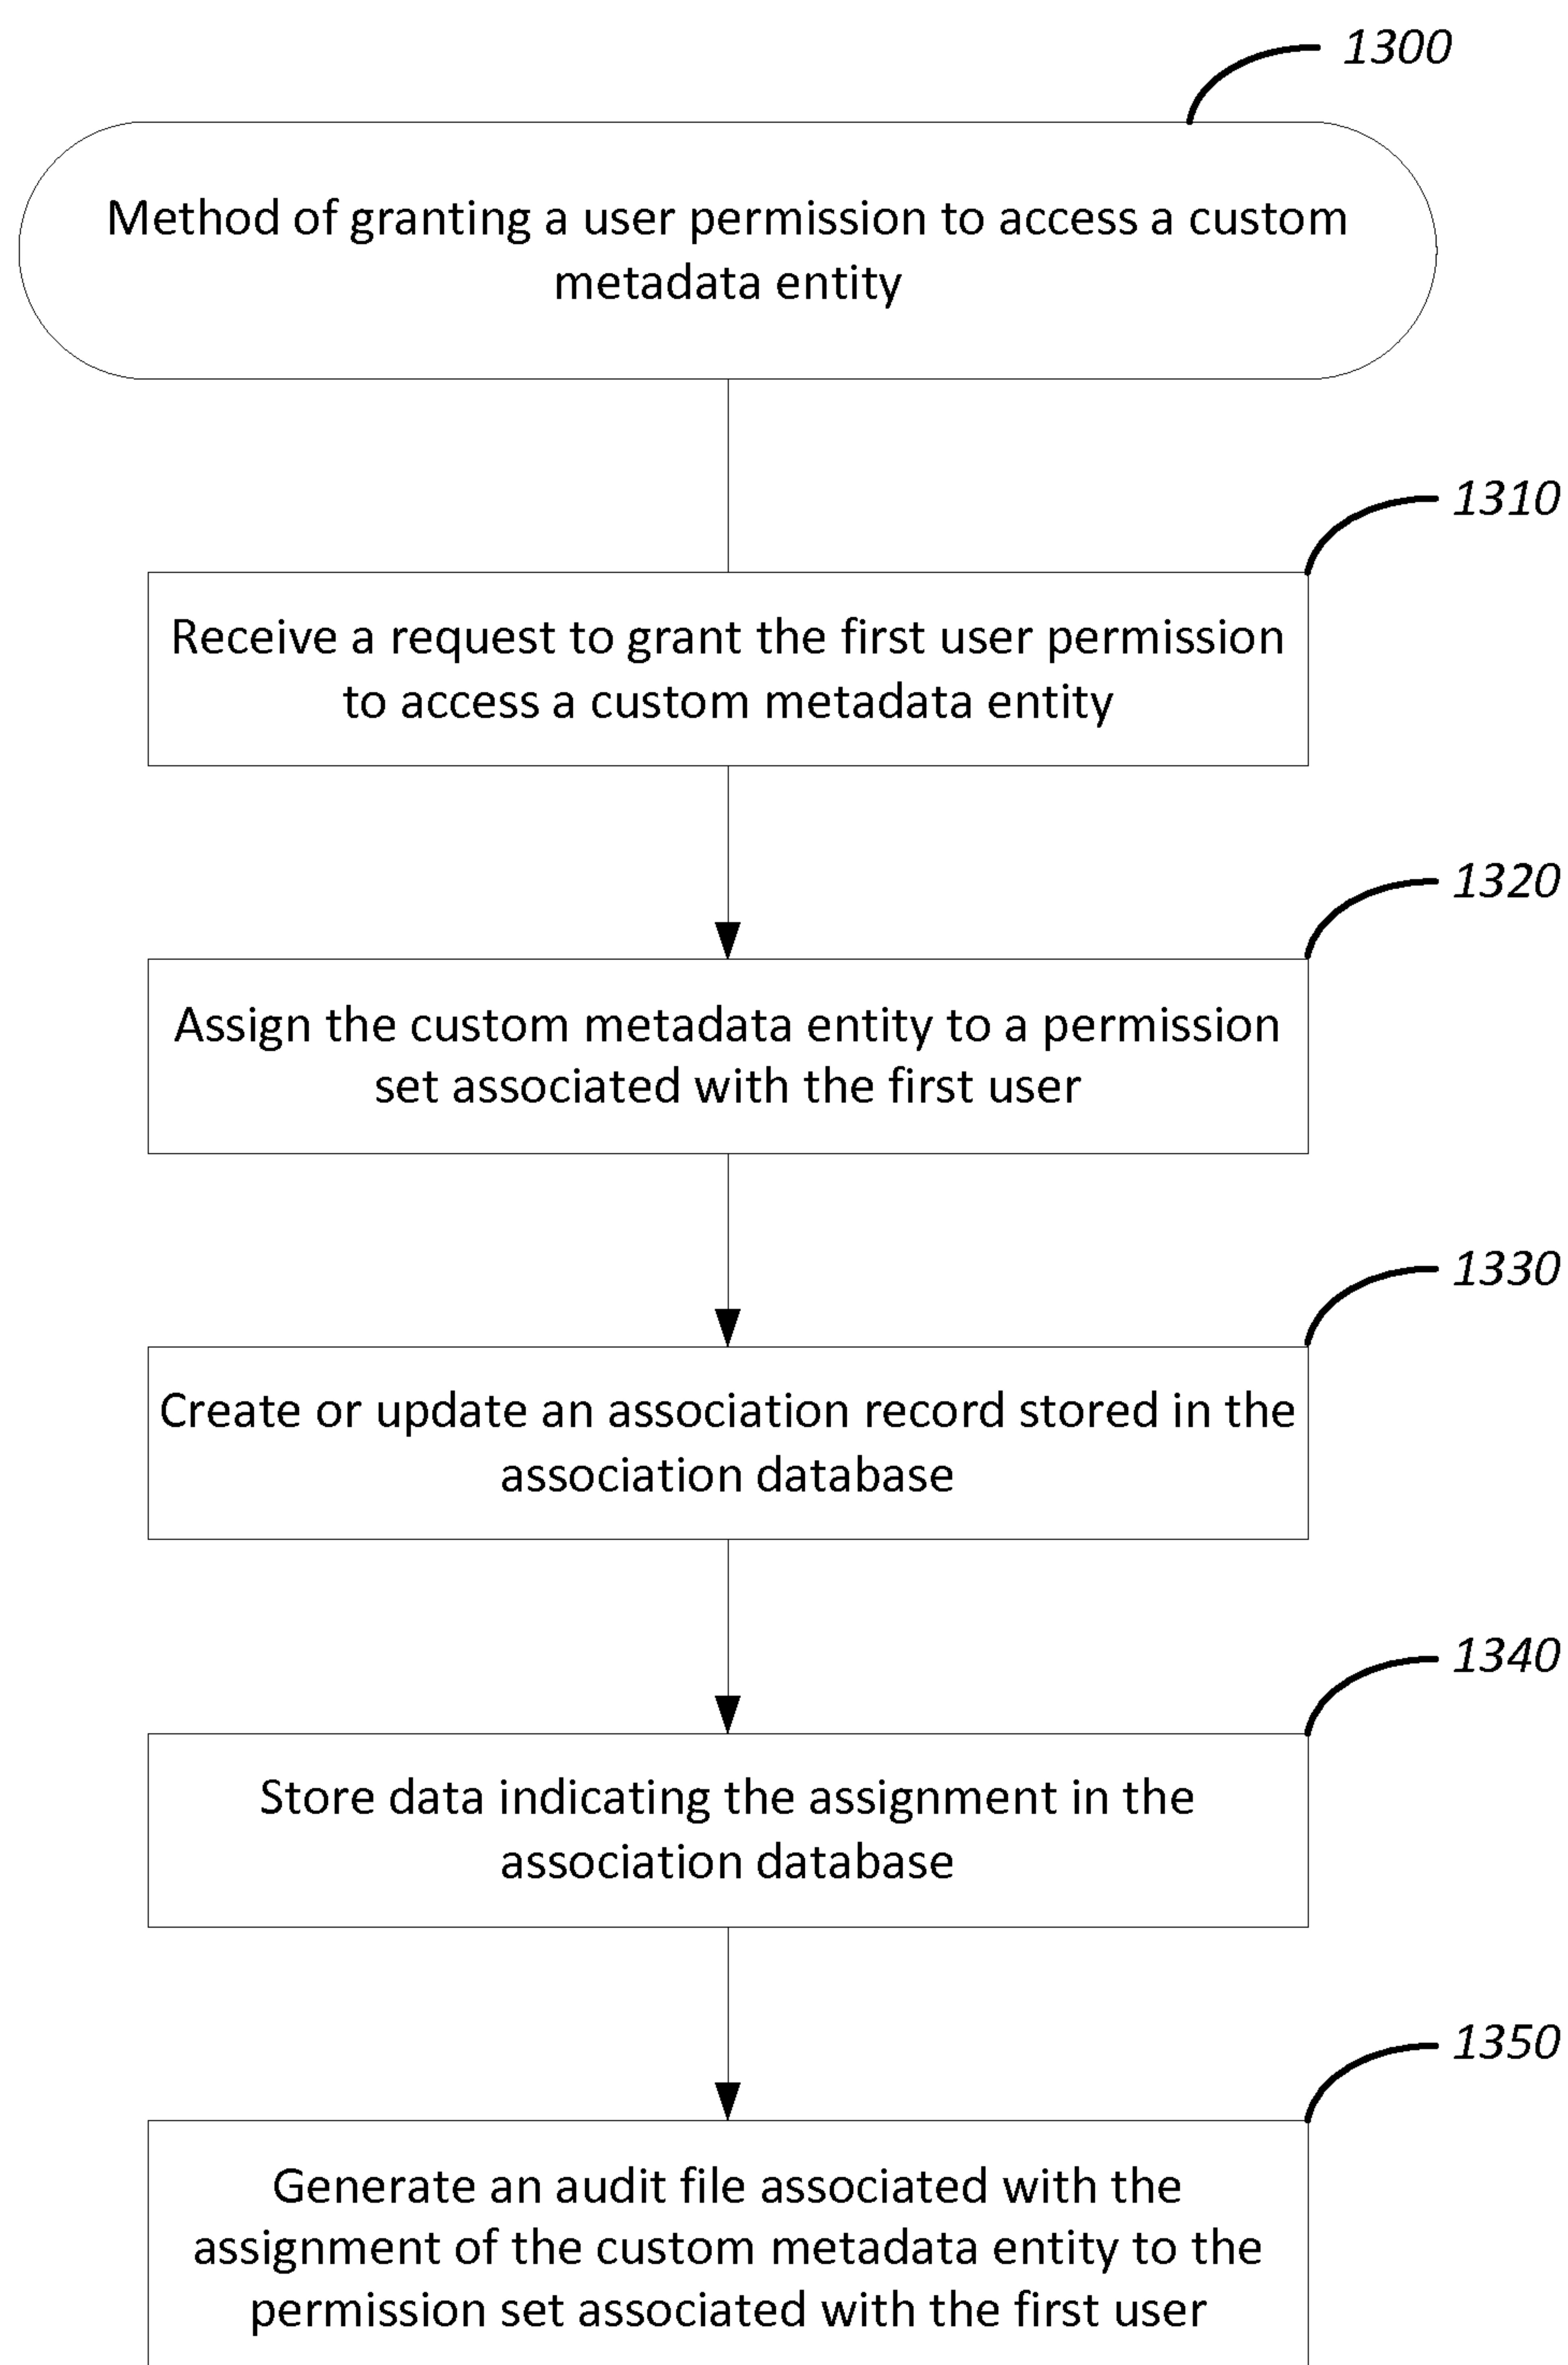 1300
Method of granting a user permission to access a custom
metadata entity
1310
Receive a request to grant the first user permission
to access a custom metadata entity
1320
Assign the custom metadata entity to a permission
set associated with the first user
1330
Create or update an association record stored in the
association database
1340
Store data indicating the assignment in the
association database
1350
Generate an audit file associated with the
assignment of the custom metadata entity to the
permission set associated with the first user